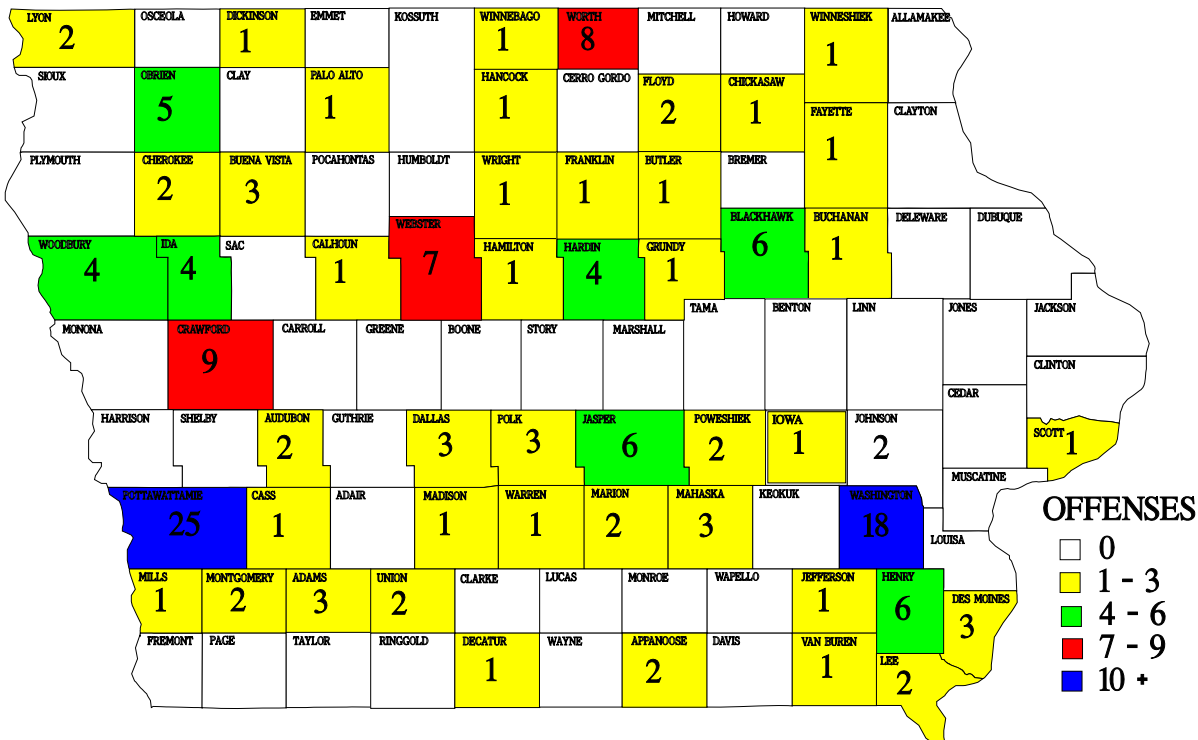 LYON
OSCEOLA
DICKINSON
EMMET
KOSSUTH
WINNEBAGO
WORTH
MITCHELL
HOWARD
WINNESHIEK
ALLAMAKEE
2
1
1
8
1
SIOUX
OBRIEN
CLAY
PALO ALTO
HANCOCK
CERRO GORDO
FLOYD
CHICKASAW
FAYETTE
CLAYTON
5
1
1
2
1
1
PLYMOUTH
CHEROKEE
BUENA VISTA
POCAHONTAS
HUMBOLDT
WRIGHT
FRANKLIN
BUTLER
BREMER
2
3
1
1
1
WEBSTER
BLACKHAWK
BUCHANAN
DELEWARE
DUBUQUE
7
6
1
WOODBURY
IDA
SAC
CALHOUN
HAMILTON
HARDIN
GRUNDY
4
4
1
1
4
1
TAMA
BENTON
LINN
JONES
JACKSON
MONONA
CRAWFORD
CARROLL
GREENE
BOONE
STORY
MARSHALL
9
CLINTON
CEDAR
HARRISON
SHELBY
AUDUBON
GUTHRIE
DALLAS
POLK
JASPER
POWESHIEK
IOWA
JOHNSON
SCOTT
2
3
3
6
2
1
2
1
MUSCATINE
POTTAWATTAMIE
CASS
ADAIR
MADISON
WARREN
MARION
MAHASKA
KEOKUK
WASHINGTON
25
1
1
1
2
3
18
LOUISA
MILLS
MONTGOMERY
ADAMS
UNION
CLARKE
LUCAS
MONROE
WAPELLO
JEFFERSON
HENRY
DES MOINES
1
2
3
2
1
6
3
FREMONT
PAGE
TAYLOR
RINGGOLD
DECATUR
WAYNE
APPANOOSE
DAVIS
VAN BUREN
LEE
1
2
1
2
OFFENSES
0
1 - 3
4 - 6
7 - 9
10 +